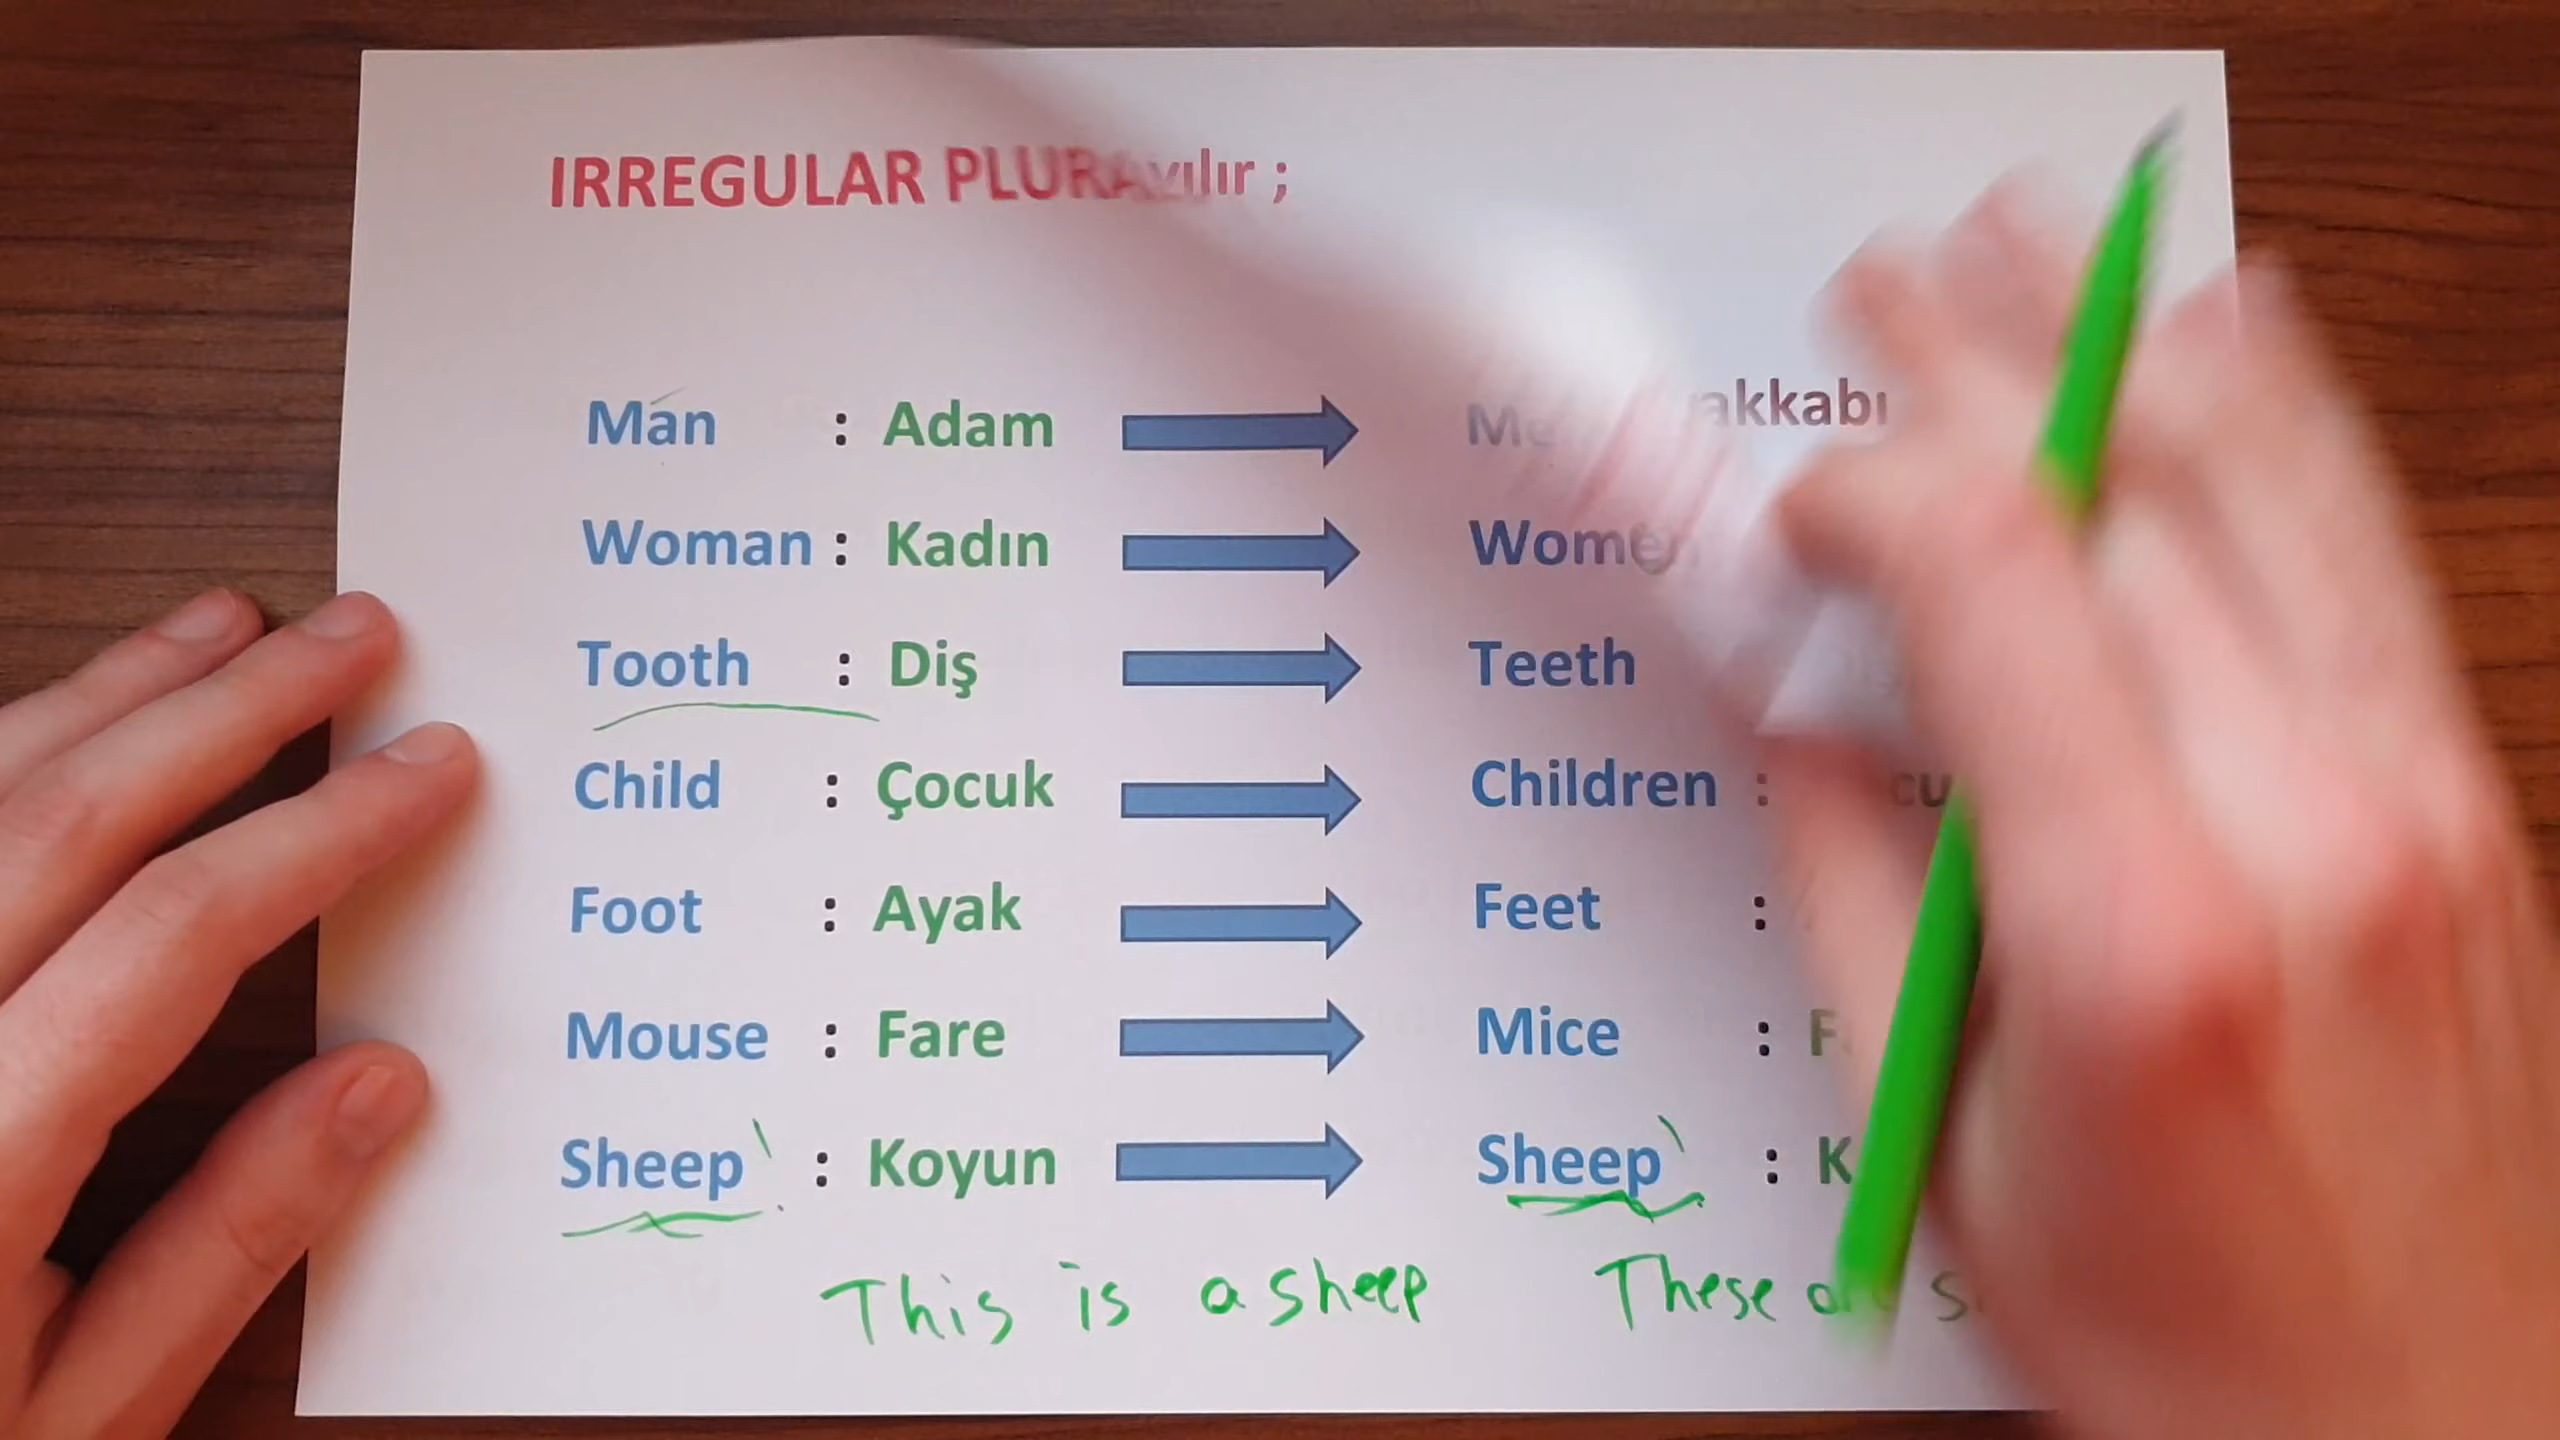 IRREGULAR
Man : Adam
Woman : Kadın Women
Tooth : Diş Teeth
Child : Çocuk Children :
Foot : Ayak Feet :
Mouse : Fare Mice :
Sheep : Koyun Sheep :
This is a sheep These